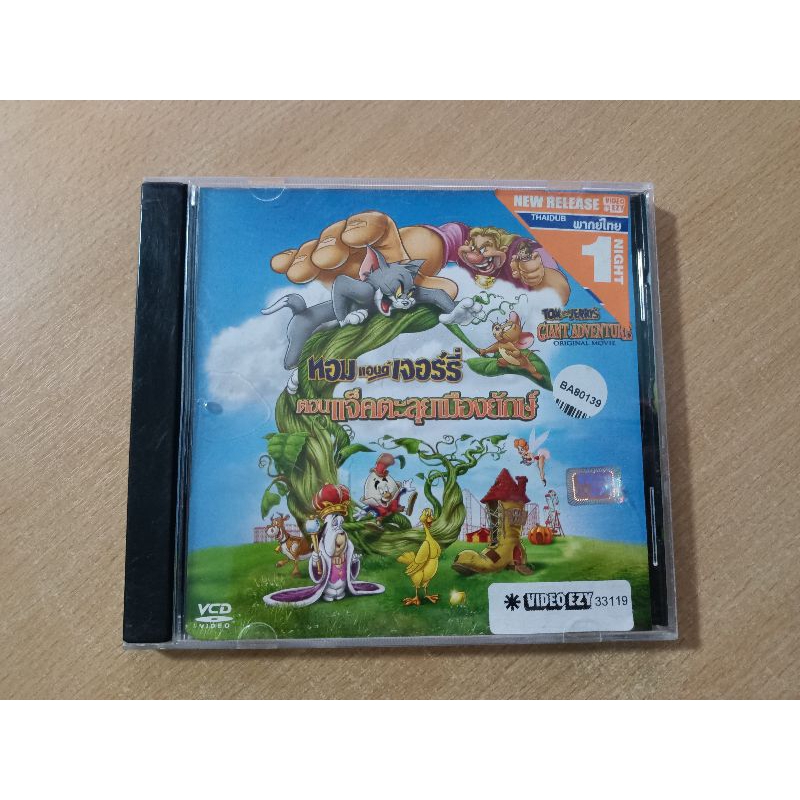 NEW RELEASE VIDEO EZY
THAIDUB พากย์ไทย
1 NIGHT
TOM AND JERRY'S
GIANT ADVENTURE
ORIGINAL MOVIE
ทอม แอนด์ เจอร์รี่
ตอน แจ็คตะลุยเมืองยักษ์
BA80139
VCD
VIDEO
VIDEO EZY 33119